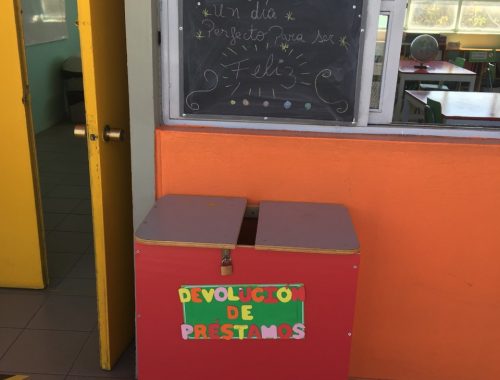 Un día
Perfecto Para ser
Feliz
DEVOLUCIÓN
DE
PRÉSTAMOS